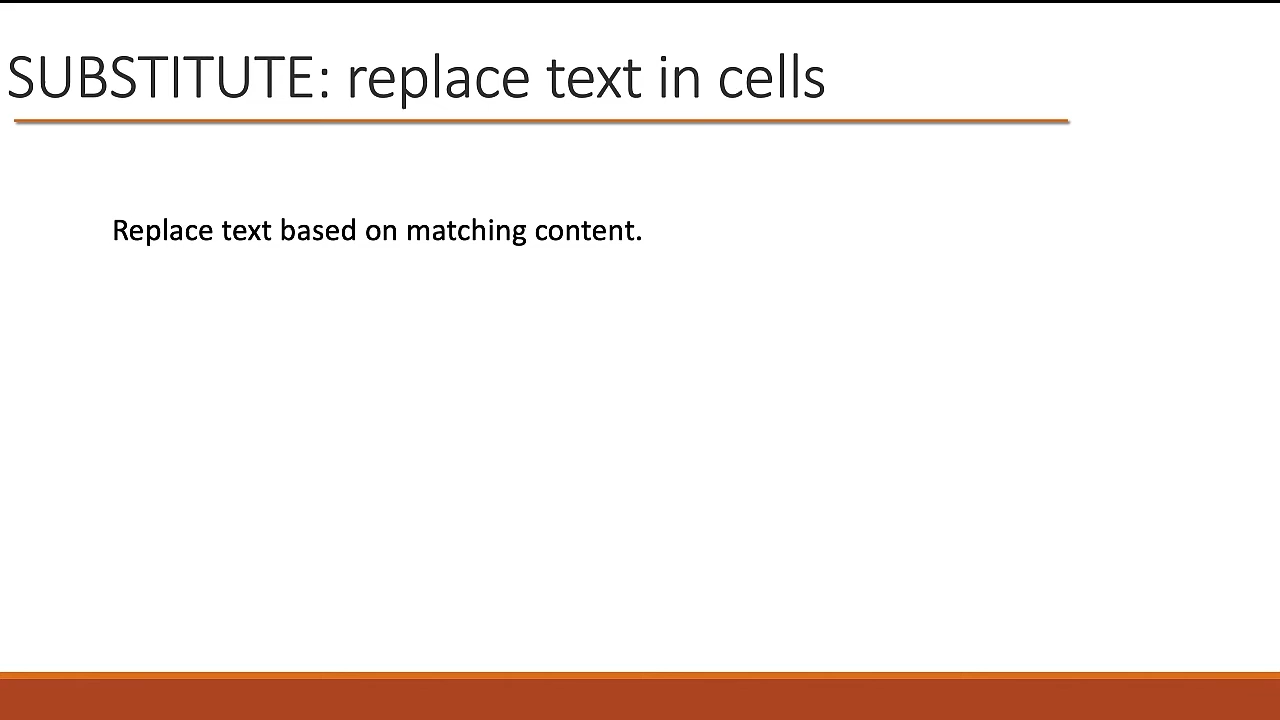 SUBSTITUTE: replace text in cells
Replace text based on matching content.